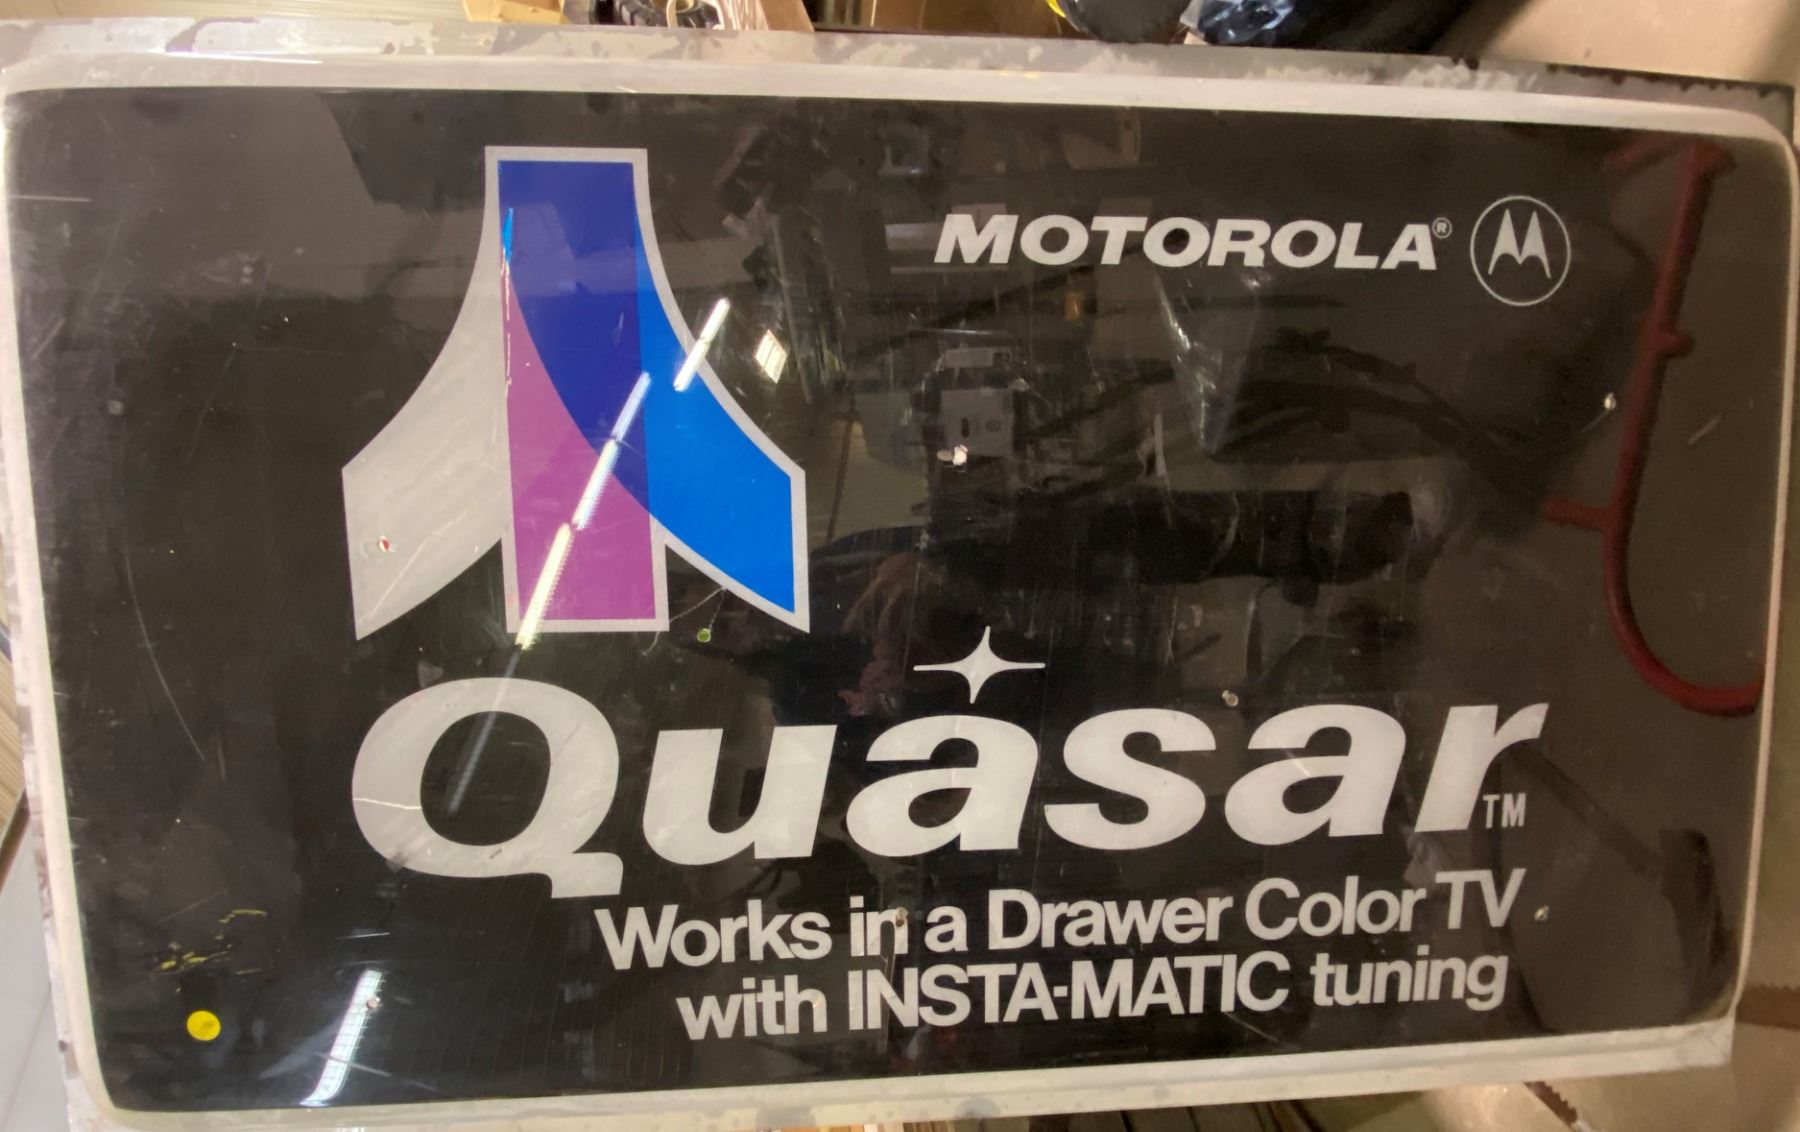 MOTOROLA®
Quasar™
Works in a Drawer Color TV
with INSTA-MATIC tuning